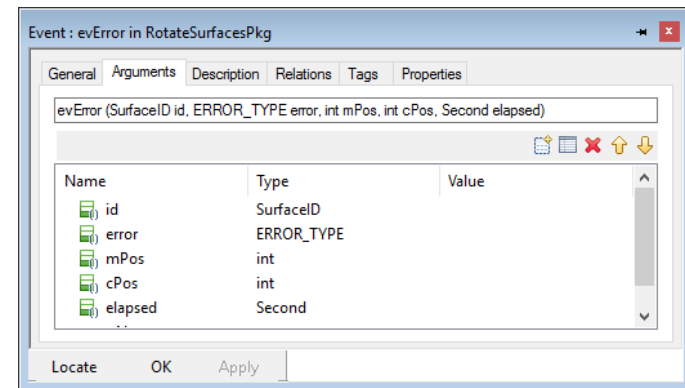 Event : evError in RotateSurfacesPkg
General Arguments Description Relations Tags Properties
evError (SurfaceID id, ERROR_TYPE error, int mPos, int cPos, Second elapsed)
Name Type Value
id SurfaceID
error ERROR_TYPE
mPos int
cPos int
elapsed Second
Locate OK Apply